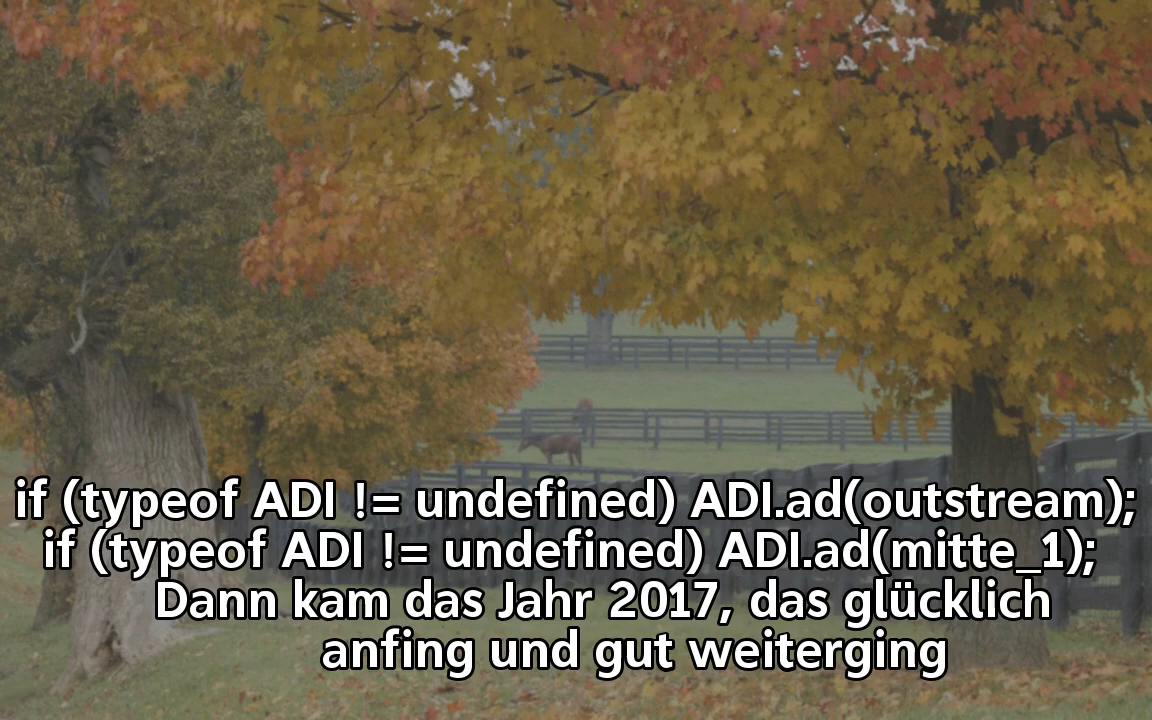 if (typeof ADI != undefined) ADI.ad(outstream);
if (typeof ADI != undefined) ADI.ad(mitte_1);
Dann kam das Jahr 2017, das glücklich
anfing und gut weiterging